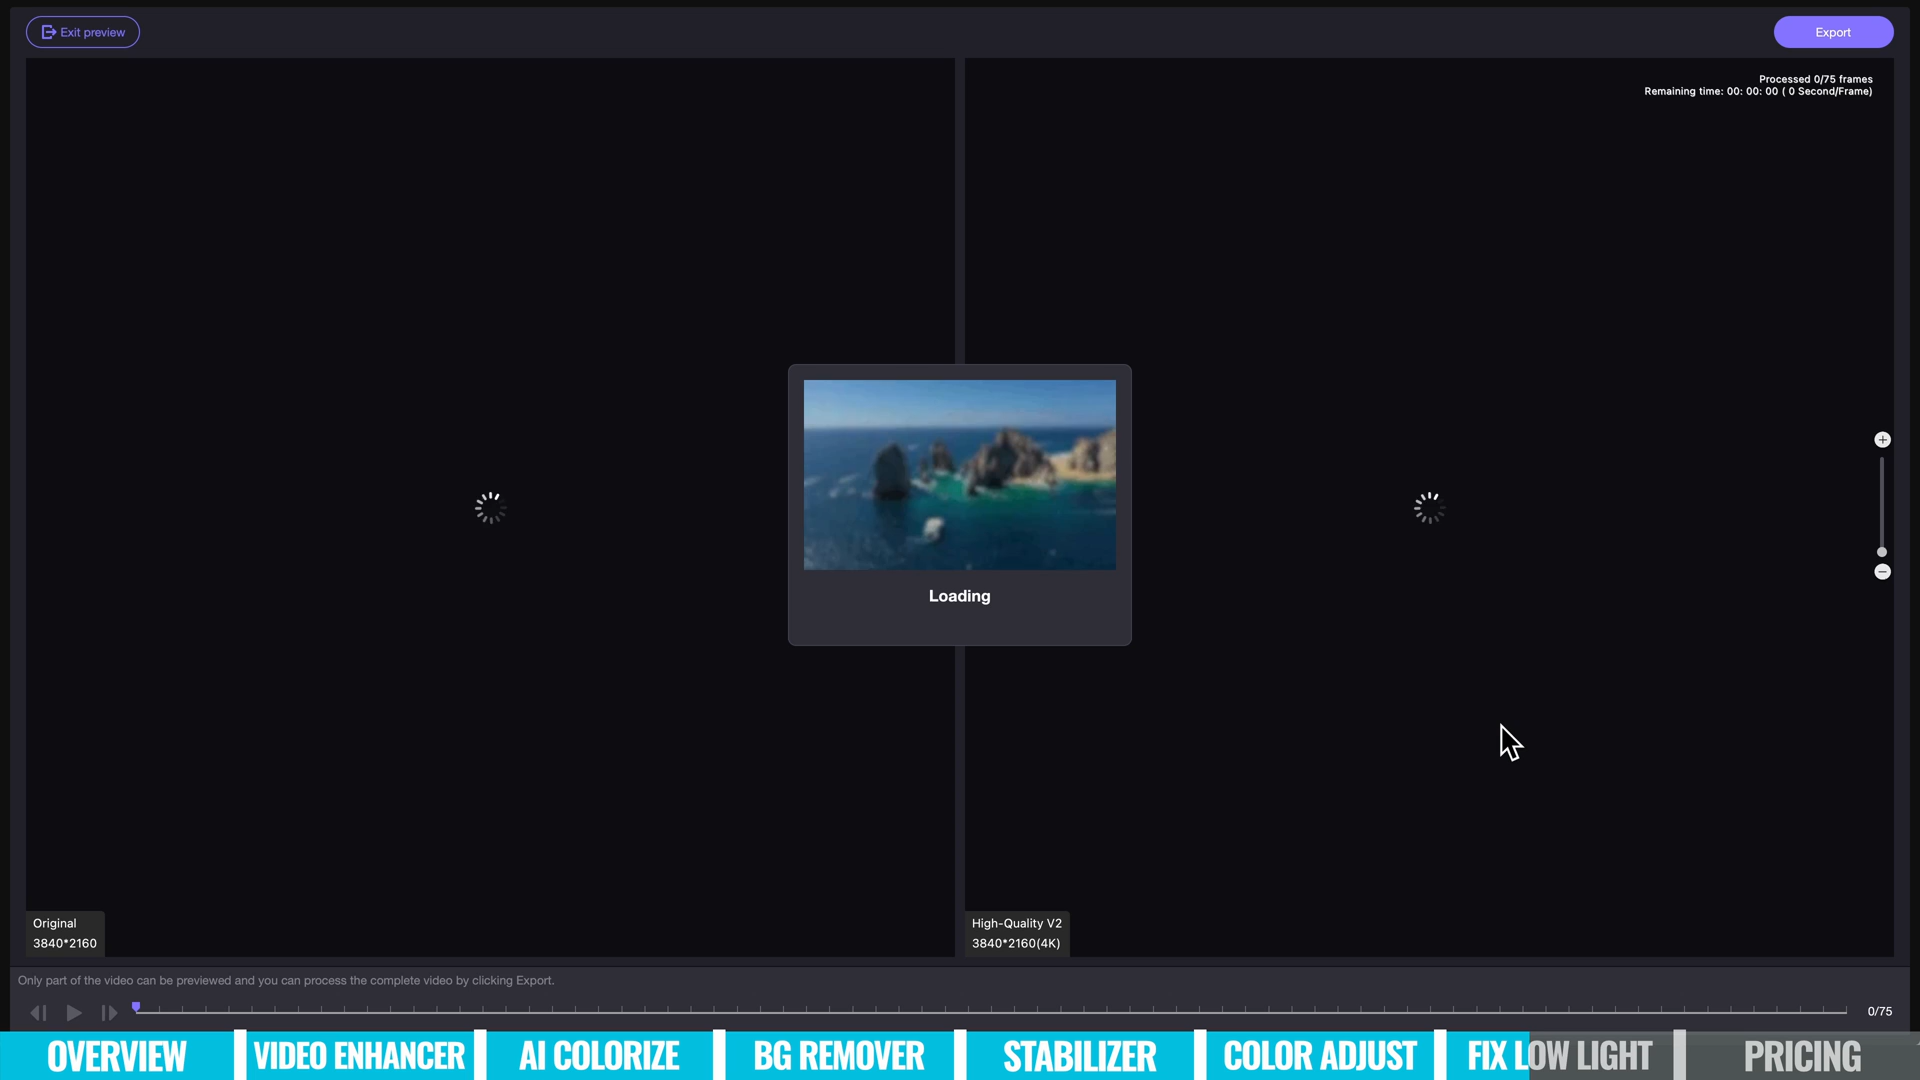 Exit preview
Export
Processed 0/75 frames
Remaining time: 00: 00: 00 ( 0 Second/Frame)
Loading
Original
3840*2160
High-Quality V2
3840*2160(4K)
Only part of the video can be previewed and you can process the complete video by clicking Export.
0/75
OVERVIEW
VIDEO ENHANCER
AI COLORIZE
BG REMOVER
STABILIZER
COLOR ADJUST
FIX LOW LIGHT
PRICING